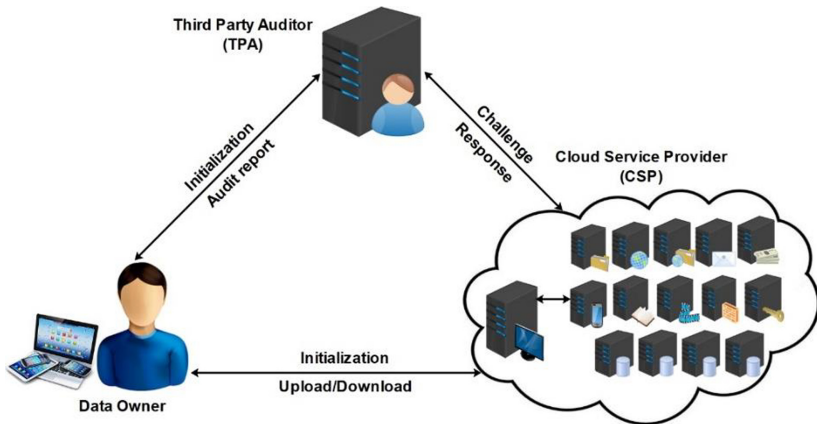 Third Party Auditor
(TPA)
Initialization
Audit report
Challenge
Response
Cloud Service Provider
(CSP)
Initialization
Upload/Download
Data Owner